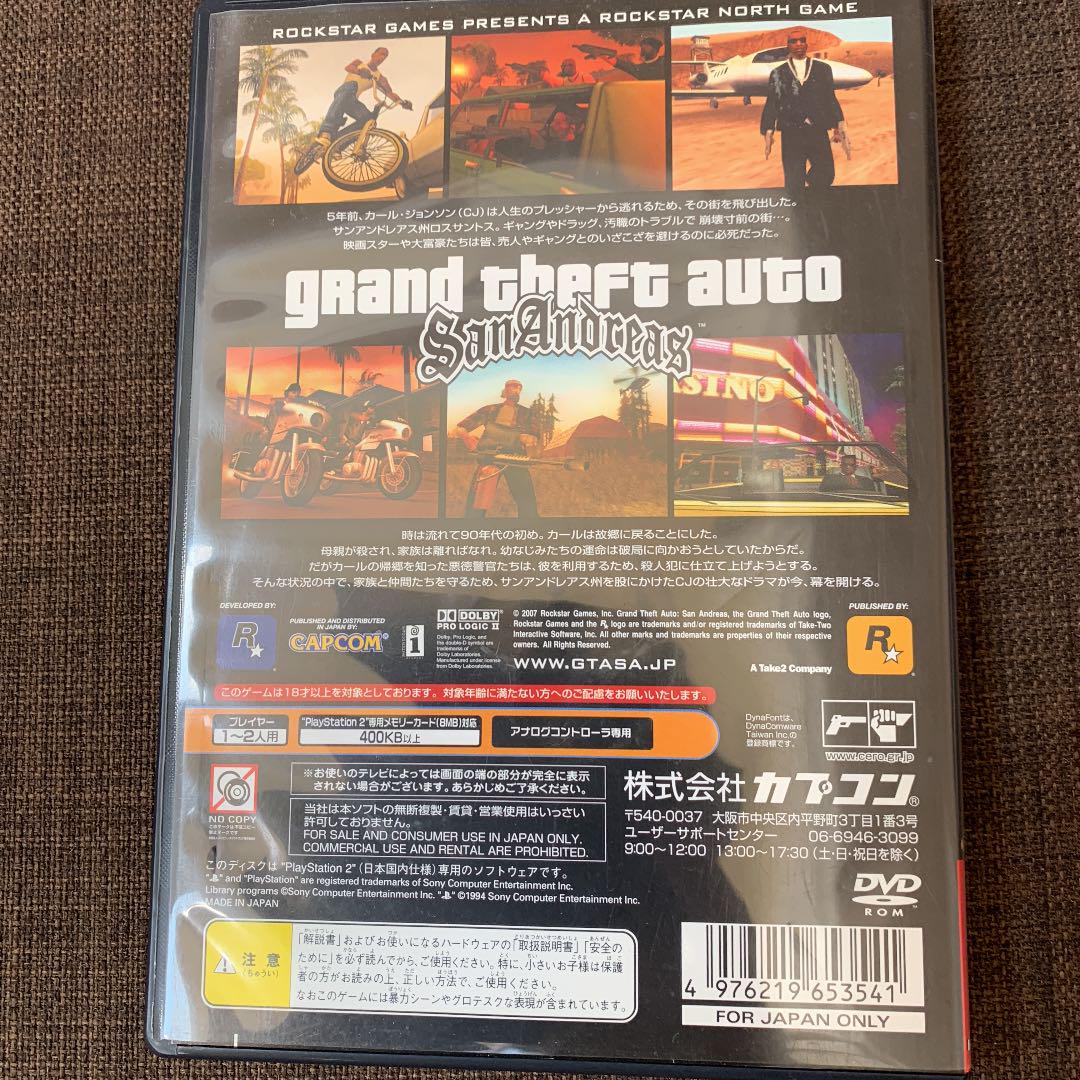 ROCKSTAR GAMES PRESENTS A ROCKSTAR NORTH GAME
5年前、カール・ジョンソン(CJ)は人生のプレッシャーから逃れるため、その街を飛び出した。
サンアンドレアス州ロスサントス。ギャングやドラッグ、汚職のトラブルで 崩壊寸前の街…。
映画スターや大富豪たちは皆、売人やギャングとのいざこざを避けるのに必死だった。
grand theft auto
San Andreas™
SINO
時は流れて90年代の初め。カールは故郷に戻ることにした。
母親が殺され、家族は離ればなれ。幼なじみたちの運命は破局に向かおうとしていたからだ。
だがカールの帰郷を知った悪徳警官たちは、彼を利用するため、殺人犯に仕立て上げようとする。
そんな状況の中で、家族と仲間たちを守るため、サンアンドレアス州を股にかけたCJの壮大なドラマが今、幕を開ける。
DEVELOPED BY:
R
PUBLISHED AND DISTRIBUTED
IN JAPAN BY:
CAPCOM
DOLBY
PRO LOGIC II
Dolby, Pro Logic, and
the double-D symbol are
trademarks of
Dolby Laboratories.
Manufactured under license
from Dolby Laboratories.
© 2007 Rockstar Games, Inc. Grand Theft Auto: San Andreas, the Grand Theft Auto logo,
Rockstar Games and the R logo are trademarks and/or registered trademarks of Take-Two
Interactive Software, Inc. All other marks and trademarks are properties of their respective
owners. All Rights Reserved.
WWW.GTASA.JP
PUBLISHED BY:
R
A Take2 Company
このゲームは18才以上を対象としております。対象年齢に満たない方へのご配慮をお願いいたします。
プレイヤー
1〜2人用
"PlayStation 2"専用メモリーカード(8MB)対応
400KB以上
アナログコントローラ専用
DynaFontは、
DynaComware
Taiwan Inc.の
登録商標です。
www.cero.gr.jp
NO COPY
※お使いのテレビによっては画面の端の部分が完全に表示
されない場合がございます。あらかじめご了承ください。
当社は本ソフトの無断複製・賃貸・営業使用はいっさい
許可しておりません。
FOR SALE AND CONSUMER USE IN JAPAN ONLY.
COMMERCIAL USE AND RENTAL ARE PROHIBITED.
株式会社 カプコン®
〒540-0037 大阪市中央区内平野町3丁目1番3号
ユーザーサポートセンター 06-6946-3099
9:00〜12:00 13:00〜17:30 (土・日・祝日を除く)
このディスクは "PlayStation 2" (日本国内仕様) 専用のソフトウェアです。
" " and "PlayStation" are registered trademarks of Sony Computer Entertainment Inc.
Library programs ©Sony Computer Entertainment Inc. " " ©1994 Sony Computer Entertainment Inc.
MADE IN JAPAN
DVD
ROM
注意
(ちゅうい)
「解説書」およびお使いになるハードウェアの「取扱説明書」「安全の
ために」を必ず読んでから、ご使用ください。特に、小さいお子様は保護
者の方がお読みの上、正しい方法で、ご使用ください。
なおこのゲームには暴力シーンやグロテスクな表現が含まれています。
4 976219 653541
FOR JAPAN ONLY